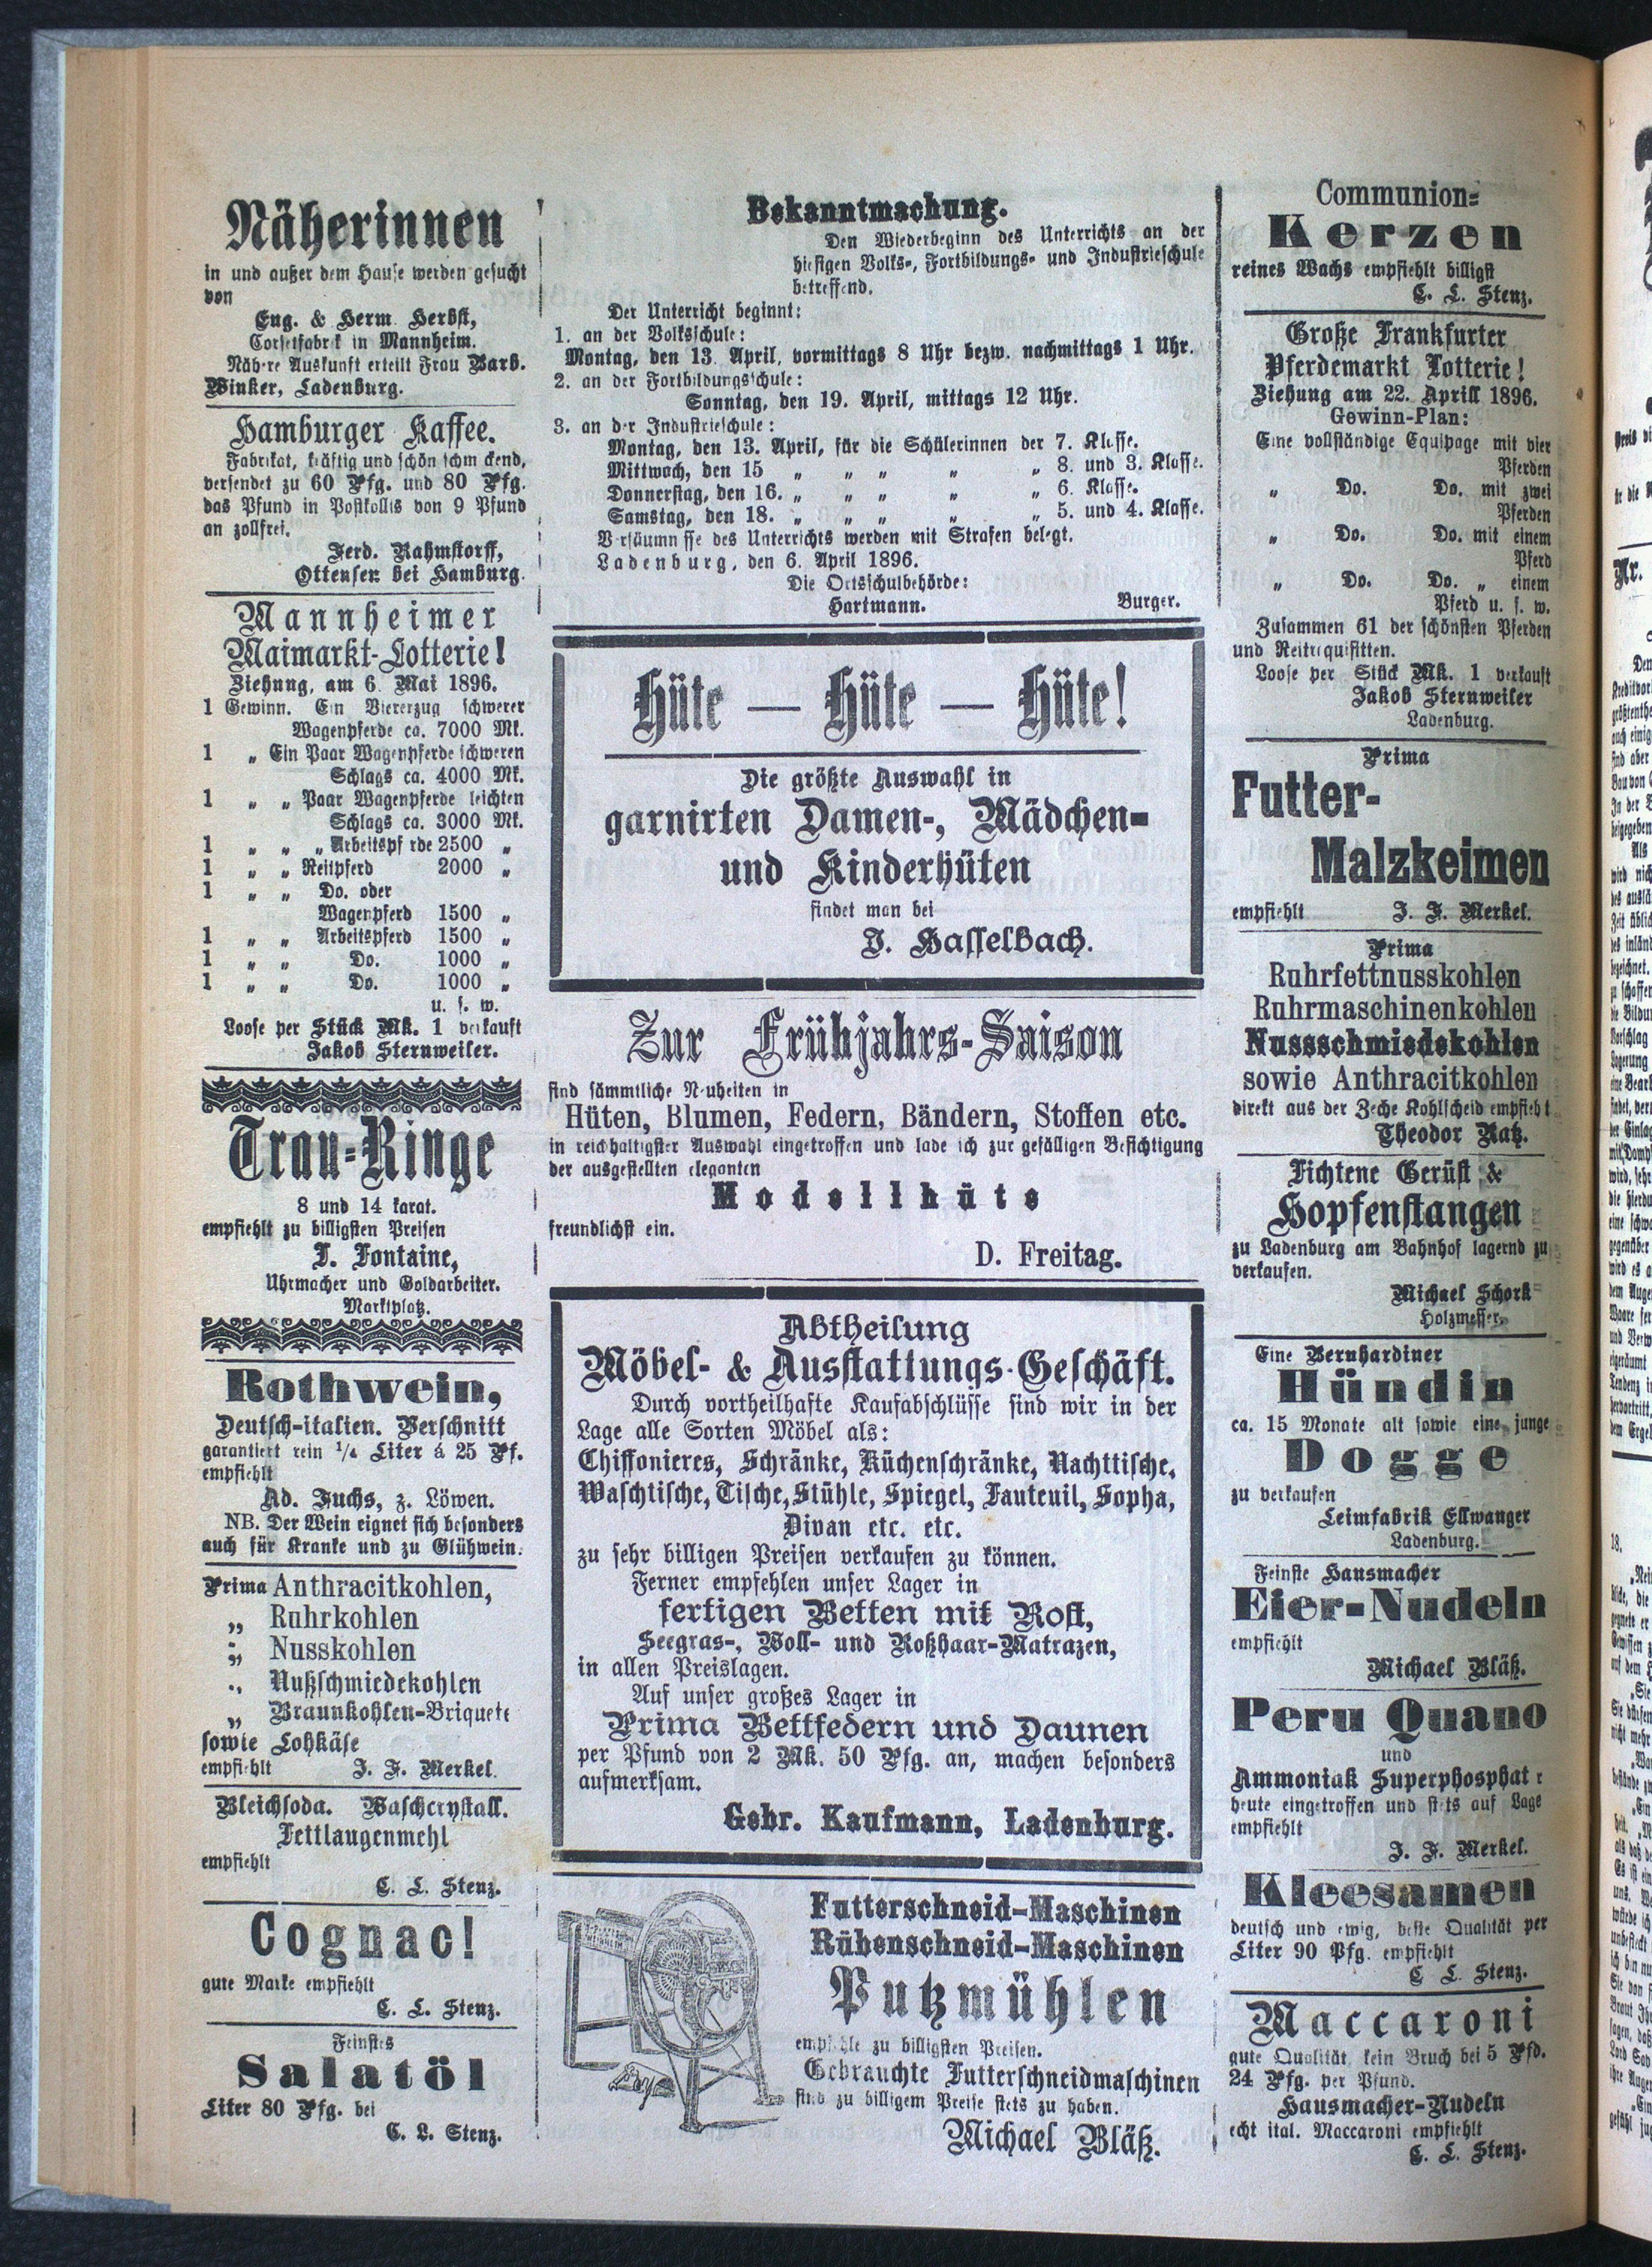 Näherinnen
in und außer dem Hause werden gesucht
von
Eug. & Herm. Herbst,
Corsetfabrik in Mannheim.
Nähere Auskunft erteilt Frau Barb.
Winker, Ladenburg.
Hamburger Kaffee.
Fabrikat, kräftig und schön schmeckend,
versendet zu 60 Pfg. und 80 Pfg.
das Pfund in Postkollis von 9 Pfund
an zollfrei.
Ferd. Rahmstorff,
Ottensen bei Hamburg.
Mannheimer
Maimarkt-Lotterie!
Ziehung, am 6. Mai 1896.
1 Gewinn. Ein Viererzug schwerer
Wagenpferde ca. 7000 Mk.
1 „ Ein Paar Wagenpferde schweren
Schlags ca. 4000 Mk.
1 „ „ Paar Wagenpferde leichten
Schlags ca. 3000 Mk.
1 „ „ „ Arbeitspferde 2500 „
1 „ „ Reitpferd 2000 „
1 „ „ Do. oder
Wagenpferd 1500 „
1 „ „ Arbeitspferd 1500 „
1 „ „ Do. 1000 „
1 „ „ Do. 1000 „
u. s. w.
Loose per Stück Mk. 1 verkauft
Jakob Sternweiler.
Trau-Ringe
8 und 14 karat.
empfiehlt zu billigsten Preisen
J. Fontaine,
Uhrmacher und Goldarbeiter.
Marktplatz.
Rothwein,
Deutsch-italien. Verschnitt
garantiert rein 1/4 Liter á 25 Pf.
empfiehlt
Ad. Fuchs, z. Löwen.
NB. Der Wein eignet sich besonders
auch für Kranke und zu Glühwein.
Prima Anthracitkohlen,
„ Ruhrkohlen
„ Nusskohlen
„ Nußschmiedekohlen
„ Braunkohlen-Briquete
sowie Lohkäse
empfiehlt J. F. Merkel.
Bleichsoda. Waschcrystall.
Fettlaugenmehl
empfiehlt
C. L. Stenz.
Cognac!
gute Marke empfiehlt
C. L. Stenz.
Feinstes
Salatöl
Liter 80 Pfg. bei
C. L. Stenz.
Bekanntmachung.
Den Wiederbeginn des Unterrichts an der
hiesigen Volks-, Fortbildungs- und Industrieschule
betreffend.
Der Unterricht beginnt:
1. an der Volksschule:
Montag, den 13. April, vormittags 8 Uhr bezw. nachmittags 1 Uhr.
2. an der Fortbildungsschule:
Sonntag, den 19. April, mittags 12 Uhr.
3. an der Industrieschule:
Montag, den 13. April, für die Schülerinnen der 7. Klasse.
Mittwoch, den 15 „ „ „ „ „ 8. und 3. Klasse.
Donnerstag, den 16. „ „ „ „ „ 6. Klasse.
Samstag, den 18. „ „ „ „ „ 5. und 4. Klasse.
Versäumnisse des Unterrichts werden mit Strafen belegt.
Ladenburg, den 6. April 1896.
Die Ortsschulbehörde:
Hartmann. Burger.
Hüte — Hüte — Hüte!
Die größte Auswahl in
garnirten Damen-, Mädchen-
und Kinderhüten
findet man bei
J. Hasselbach.
Zur Frühjahrs-Saison
sind sämmtliche Neuheiten in
Hüten, Blumen, Federn, Bändern, Stoffen etc.
in reichhaltigster Auswahl eingetroffen und lade ich zur gefälligen Besichtigung
der ausgestellten eleganten
Modellhüte
freundlichst ein.
D. Freitag.
Abtheilung
Möbel- & Ausstattungs-Geschäft.
Durch vortheilhafte Kaufabschlüsse sind wir in der
Lage alle Sorten Möbel als:
Chiffonieres, Schränke, Küchenschränke, Nachttische,
Waschtische, Tische, Stühle, Spiegel, Fauteuil, Sopha,
Divan etc. etc.
zu sehr billigen Preisen verkaufen zu können.
Ferner empfehlen unser Lager in
fertigen Betten mit Rost,
Seegras-, Woll- und Roßhaar-Matrazen,
in allen Preislagen.
Auf unser großes Lager in
Prima Bettfedern und Daunen
per Pfund von 2 Mk. 50 Pfg. an, machen besonders
aufmerksam.
Gebr. Kaufmann, Ladenburg.
Futterschneid-Maschinen
Rübenschneid-Maschinen
Putzmühlen
empfehle zu billigsten Preisen.
Gebrauchte Futterschneidmaschinen
sind zu billigem Preise stets zu haben.
Michael Bläß.
Communion-
Kerzen
reines Wachs empfiehlt billigst
C. L. Stenz.
Große Frankfurter
Pferdemarkt Lotterie!
Ziehung am 22. Aprill 1896.
Gewinn-Plan:
Eine vollständige Equipage mit vier
Pferden
„ Do. Do. mit zwei
Pferden
„ Do. Do. mit einem
Pferd
„ Do. Do. „ einem
Pferd u. s. w.
Zusammen 61 der schönsten Pferden
und Reitrequisitten.
Loose per Stück Mk. 1 verkauft
Jakob Sternweiler
Ladenburg.
Prima
Futter-
Malzkeimen
empfiehlt J. F. Merkel.
Prima
Ruhrfettnusskohlen
Ruhrmaschinenkohlen
Nussschmiedekohlen
sowie Anthracitkohlen
direkt aus der Zeche Kohlscheid empfiehlt
Theodor Katz.
Fichtene Gerüst &
Hopfenstangen
zu Ladenburg am Bahnhof lagernd zu
verkaufen.
Michael Schork
Holzmesser.
Eine Bernhardiner
Hündin
ca. 15 Monate alt sowie eine junge
Dogge
zu verkaufen
Leimfabrik Ellwanger
Ladenburg.
Feinste Hausmacher
Eier-Nudeln
empfiehlt
Michael Bläß.
Peru Quano
und
Ammoniak Superphosphat r
heute eingetroffen und stets auf Lage
empfiehlt
J. F. Merkel.
Kleesamen
deutsch und ewig, beste Qualität per
Liter 90 Pfg. empfiehlt
C. L. Stenz.
Maccaroni
gute Qualität kein Bruch bei 5 Pfd.
24 Pfg. per Pfund.
Hausmacher-Nudeln
echt ital. Maccaroni empfiehlt
C. L. Stenz.